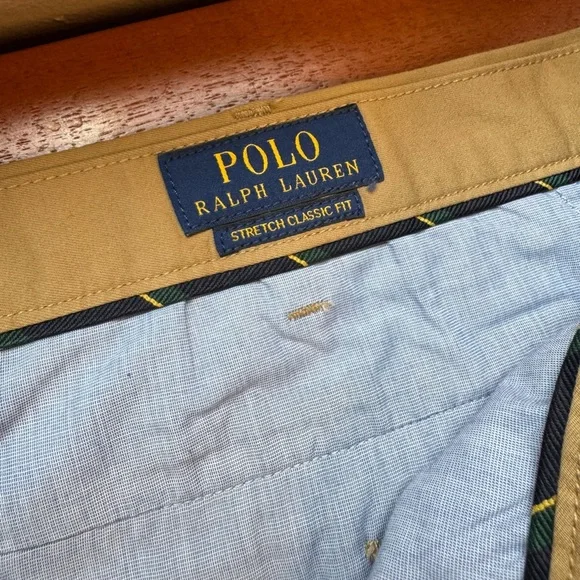 POLO
RALPH LAUREN
STRETCH CLASSIC FIT